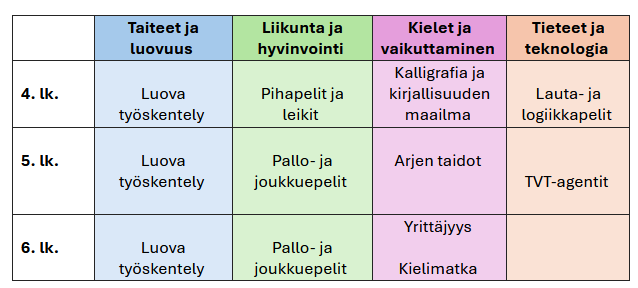 Taiteet ja
luovuus
Liikunta ja
hyvinvointi
Kielet ja
vaikuttaminen
Tieteet ja
teknologia
4. lk.
Luova
työskentely
Pihapelit ja
leikit
Kalligrafia ja
kirjallisuuden
maailma
Lauta- ja
logiikkapelit
5. lk.
Luova
työskentely
Pallo- ja
joukkuepelit
Arjen taidot
TVT-agentit
6. lk.
Luova
työskentely
Pallo- ja
joukkuepelit
Yrittäjyys
Kielimatka